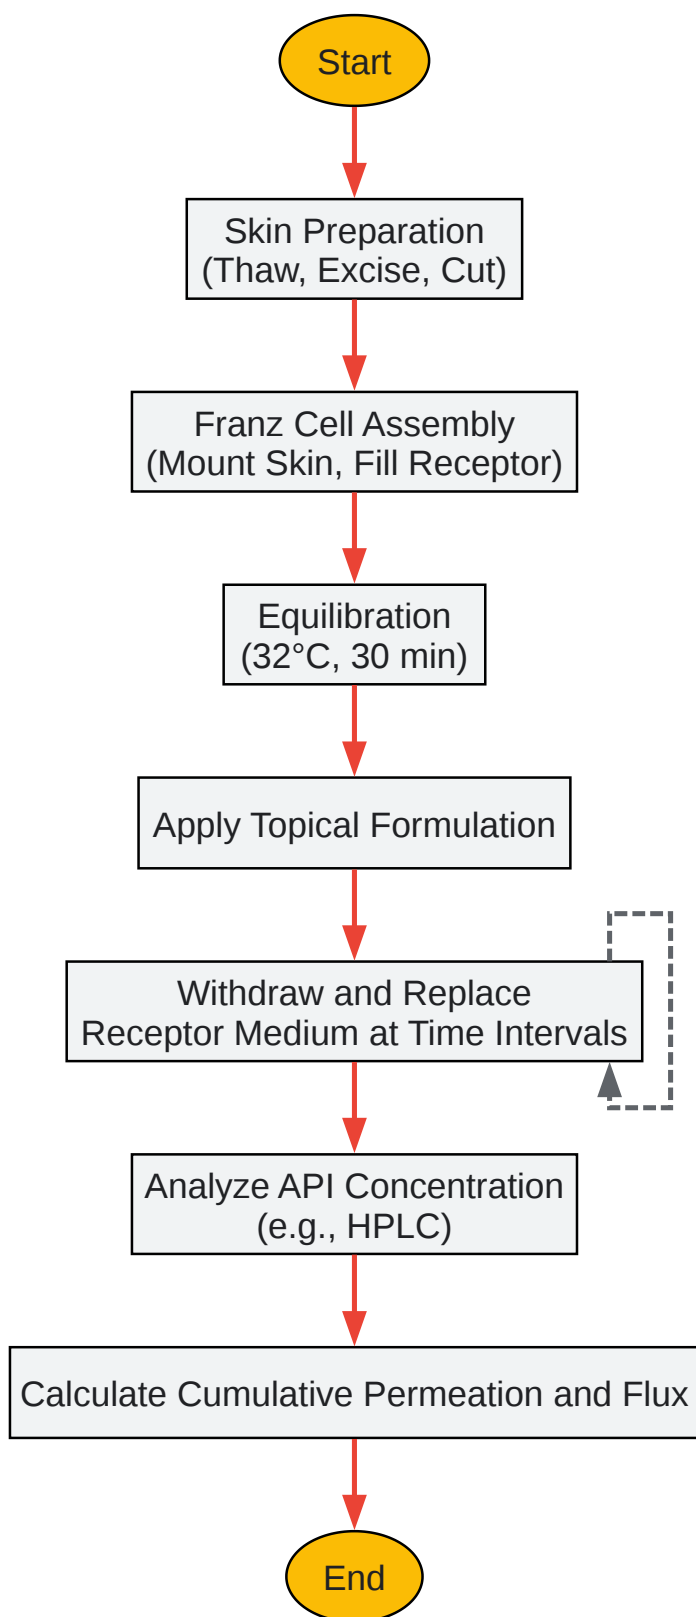 Start
Skin Preparation
(Thaw, Excise, Cut)
Franz Cell Assembly
(Mount Skin, Fill Receptor)
Equilibration
(32°C, 30 min)
Apply Topical Formulation
Withdraw and Replace
Receptor Medium at Time Intervals
Analyze API Concentration
(e.g., HPLC)
Calculate Cumulative Permeation and Flux
End